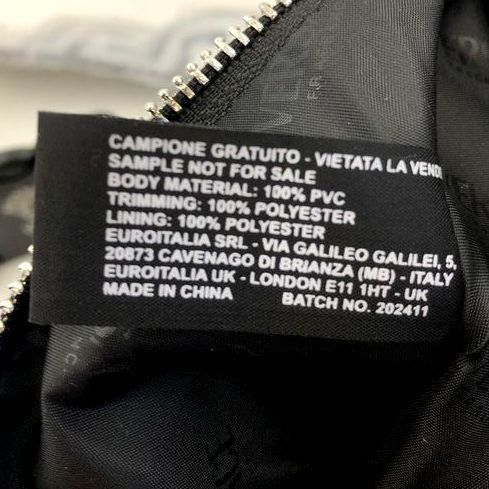 CAMPIONE GRATUITO - VIETATA LA VENDI
SAMPLE NOT FOR SALE
BODY MATERIAL: 100% PVC
TRIMMING: 100% POLYESTER
LINING: 100% POLYESTER
EUROITALIA SRL - VIA GALILEO GALILEI, 5,
20873 CAVENAGO DI BRIANZA (MB) - ITALY
EUROITALIA UK - LONDON E11 1HT - UK
MADE IN CHINA BATCH NO. 202411